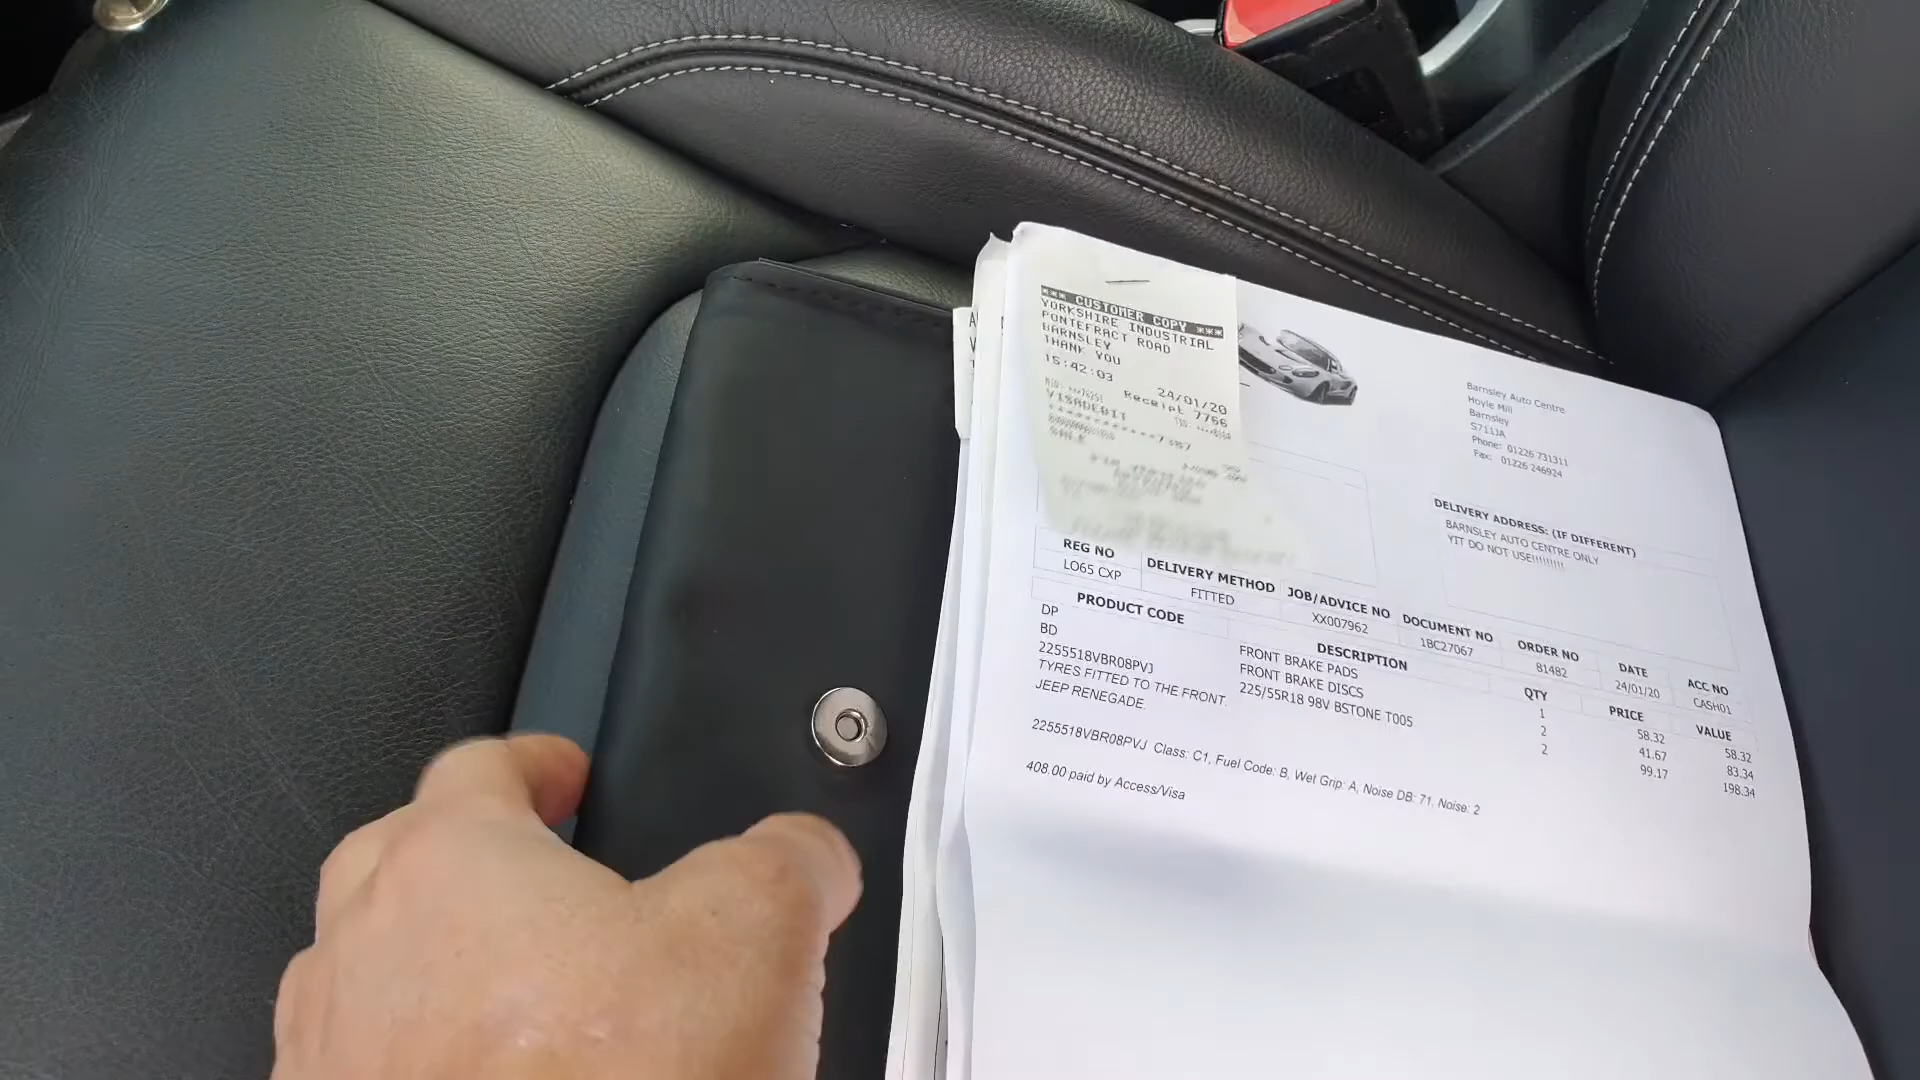 *** CUSTOMER COPY ***
YORKSHIRE INDUSTRIAL
PONTEFRACT ROAD
BARNSLEY
THANK YOU
15:42:03 24/01/20
Receipt 7766
VISADEBIT
SALE
Barnsley Auto Centre
Hoyle Mill
Barnsley
S711JA
Phone: 01226 731311
Fax: 01226 246924
DELIVERY ADDRESS: (IF DIFFERENT)
BARNSLEY AUTO CENTRE ONLY
YIT DO NOT USE!!!!!!!!!
REG NO DELIVERY METHOD JOB/ADVICE NO DOCUMENT NO ORDER NO DATE ACC NO
LO65 CXP FITTED XX007962 1BC27067 81482 24/01/20 CASH01
PRODUCT CODE DESCRIPTION QTY PRICE VALUE
DP FRONT BRAKE PADS 1 58.32 58.32
BD FRONT BRAKE DISCS 2 41.67 83.34
2255518VBR08PVJ 225/55R18 98V BSTONE T005 2 99.17 198.34
TYRES FITTED TO THE FRONT.
JEEP RENEGADE.
2255518VBR08PVJ Class: C1, Fuel Code: B, Wet Grip: A, Noise DB: 71, Noise: 2
408.00 paid by Access/Visa